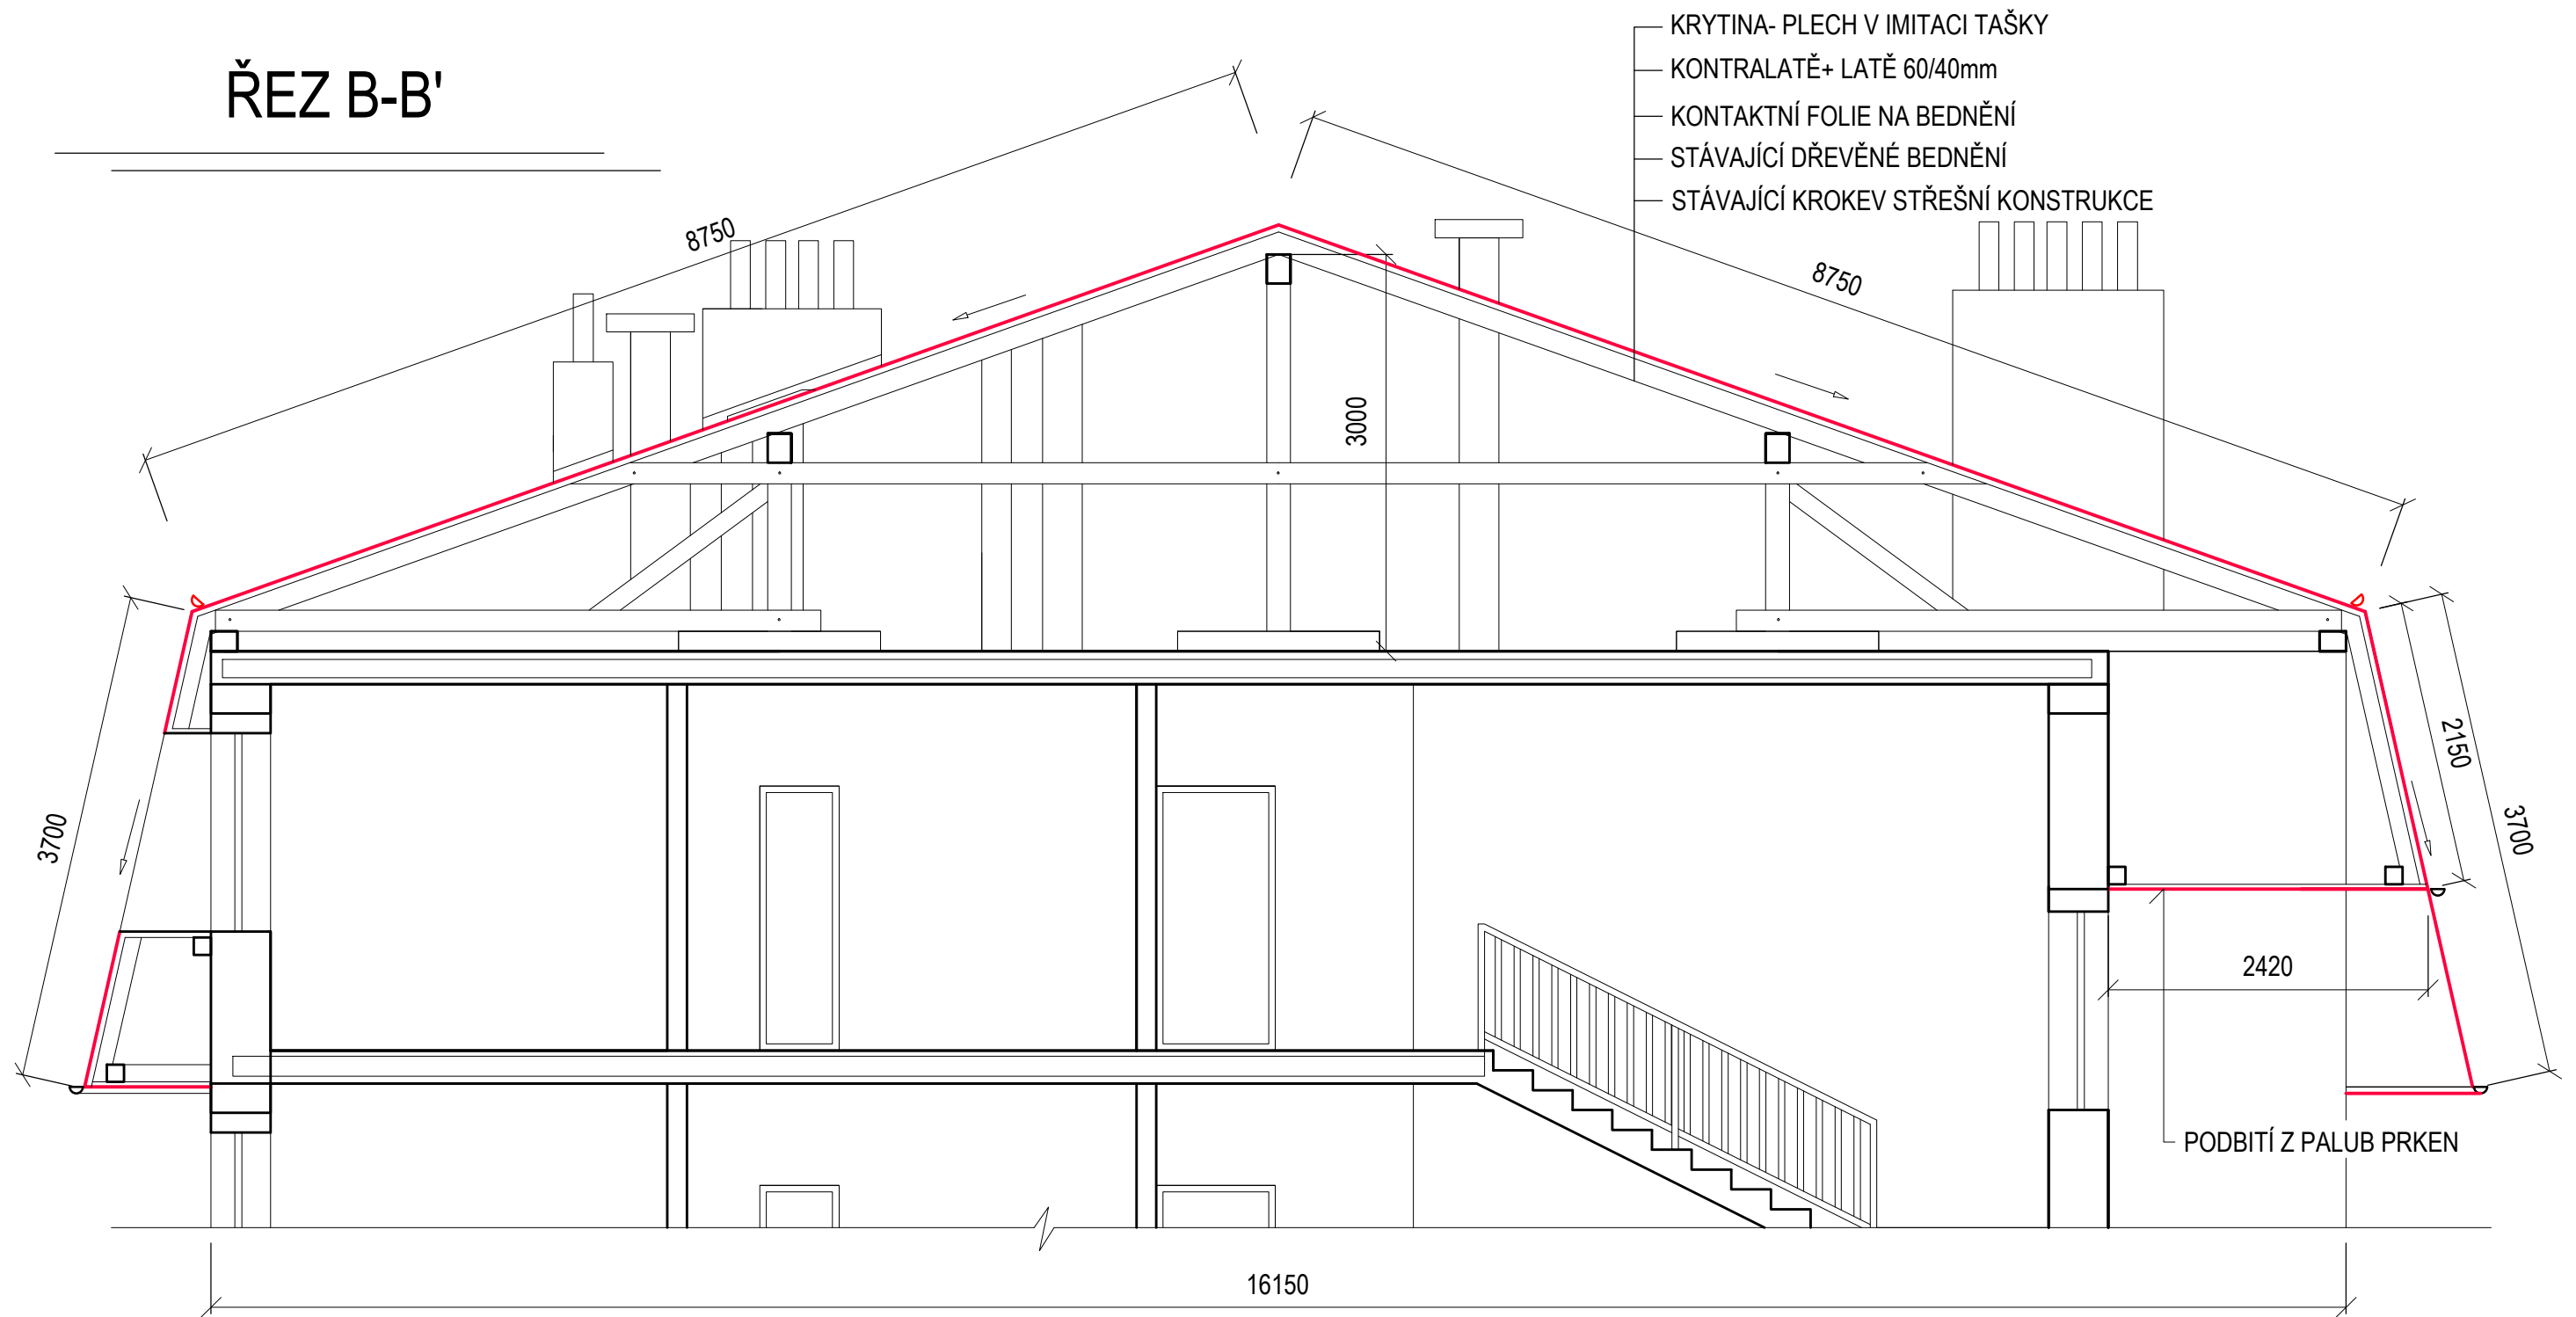 ŘEZ B-B'
KRYTINA- PLECH V IMITACI TAŠKY
KONTRALATĚ+ LATĚ 60/40mm
KONTAKTNÍ FOLIE NA BEDNĚNÍ
STÁVAJÍCÍ DŘEVĚNÉ BEDNĚNÍ
STÁVAJÍCÍ KROKEV STŘEŠNÍ KONSTRUKCE
8750
8750
3000
3700
2150
3700
2420
PODBITÍ Z PALUB PRKEN
16150